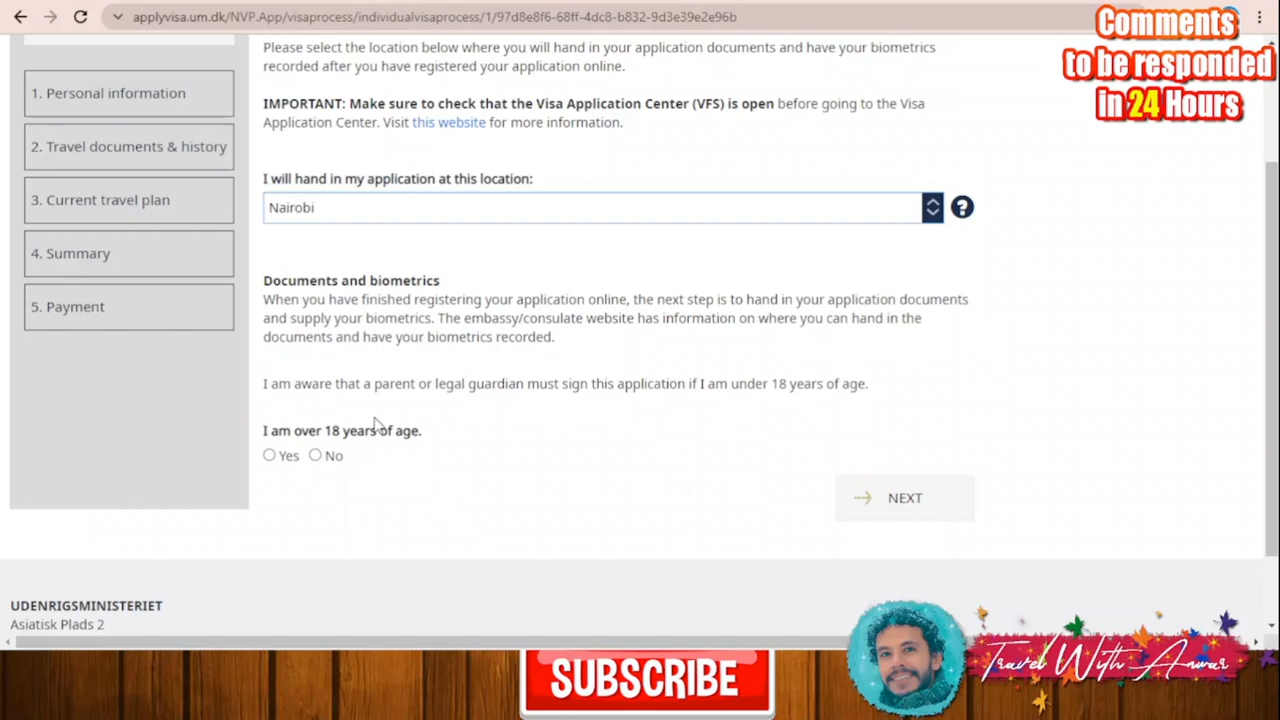 applyvisa.um.dk/NVP.App/visaprocess/individualvisaprocess/1/97d8e8f6-68ff-4dc8-b832-9d3e39e2e96b
Comments
to be responded
in 24 Hours
1. Personal information
2. Travel documents & history
3. Current travel plan
4. Summary
5. Payment
Please select the location below where you will hand in your application documents and have your biometrics
recorded after you have registered your application online.
IMPORTANT: Make sure to check that the Visa Application Center (VFS) is open before going to the Visa
Application Center. Visit this website for more information.
I will hand in my application at this location:
Nairobi
?
Documents and biometrics
When you have finished registering your application online, the next step is to hand in your application documents
and supply your biometrics. The embassy/consulate website has information on where you can hand in the
documents and have your biometrics recorded.
I am aware that a parent or legal guardian must sign this application if I am under 18 years of age.
I am over 18 years of age.
Yes No
NEXT
UDENRIGSMINISTERIET
Asiatisk Plads 2
SUBSCRIBE
Travel With Anwar